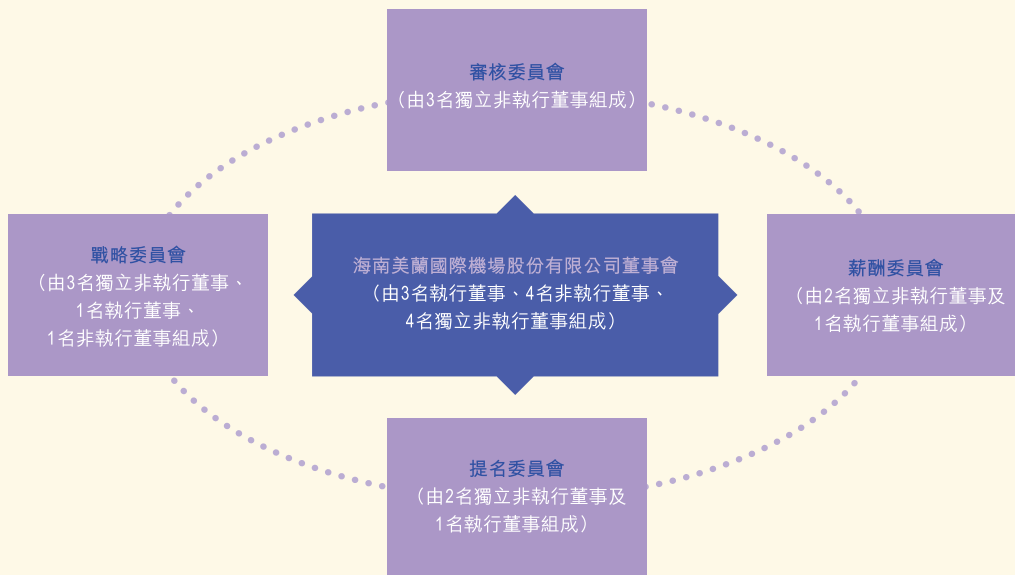 審核委員會
（由3名獨立非執行董事組成）
戰略委員會
（由3名獨立非執行董事、
1名執行董事、
1名非執行董事組成）
海南美蘭國際機場股份有限公司董事會
（由3名執行董事、4名非執行董事、
4名獨立非執行董事組成）
薪酬委員會
（由2名獨立非執行董事及
1名執行董事組成）
提名委員會
（由2名獨立非執行董事及
1名執行董事組成）